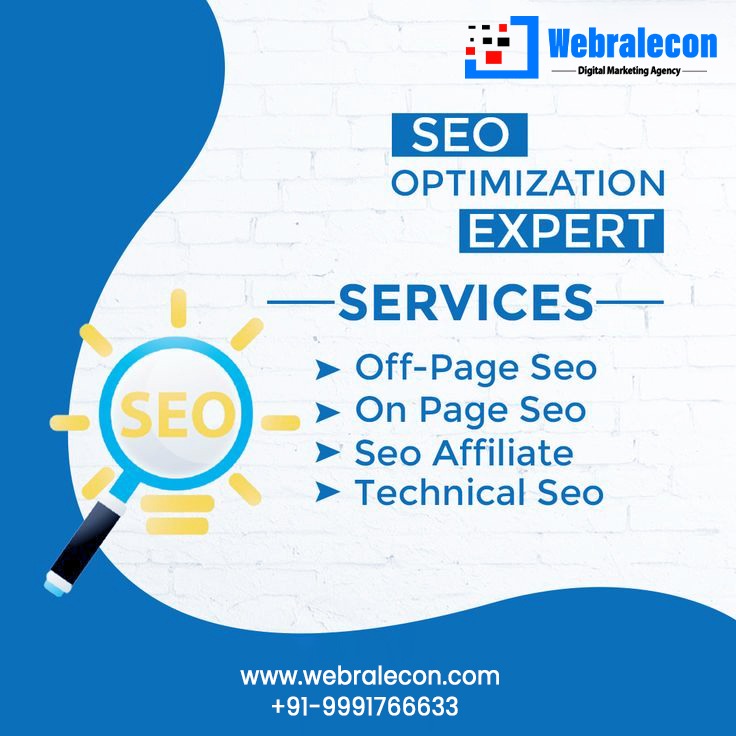 Webralecon
Digital Marketing Agency
SEO
OPTIMIZATION
EXPERT
SERVICES
Off-Page Seo
On Page Seo
Seo Affiliate
Technical Seo
SEO
www.webralecon.com
+91-9991766633